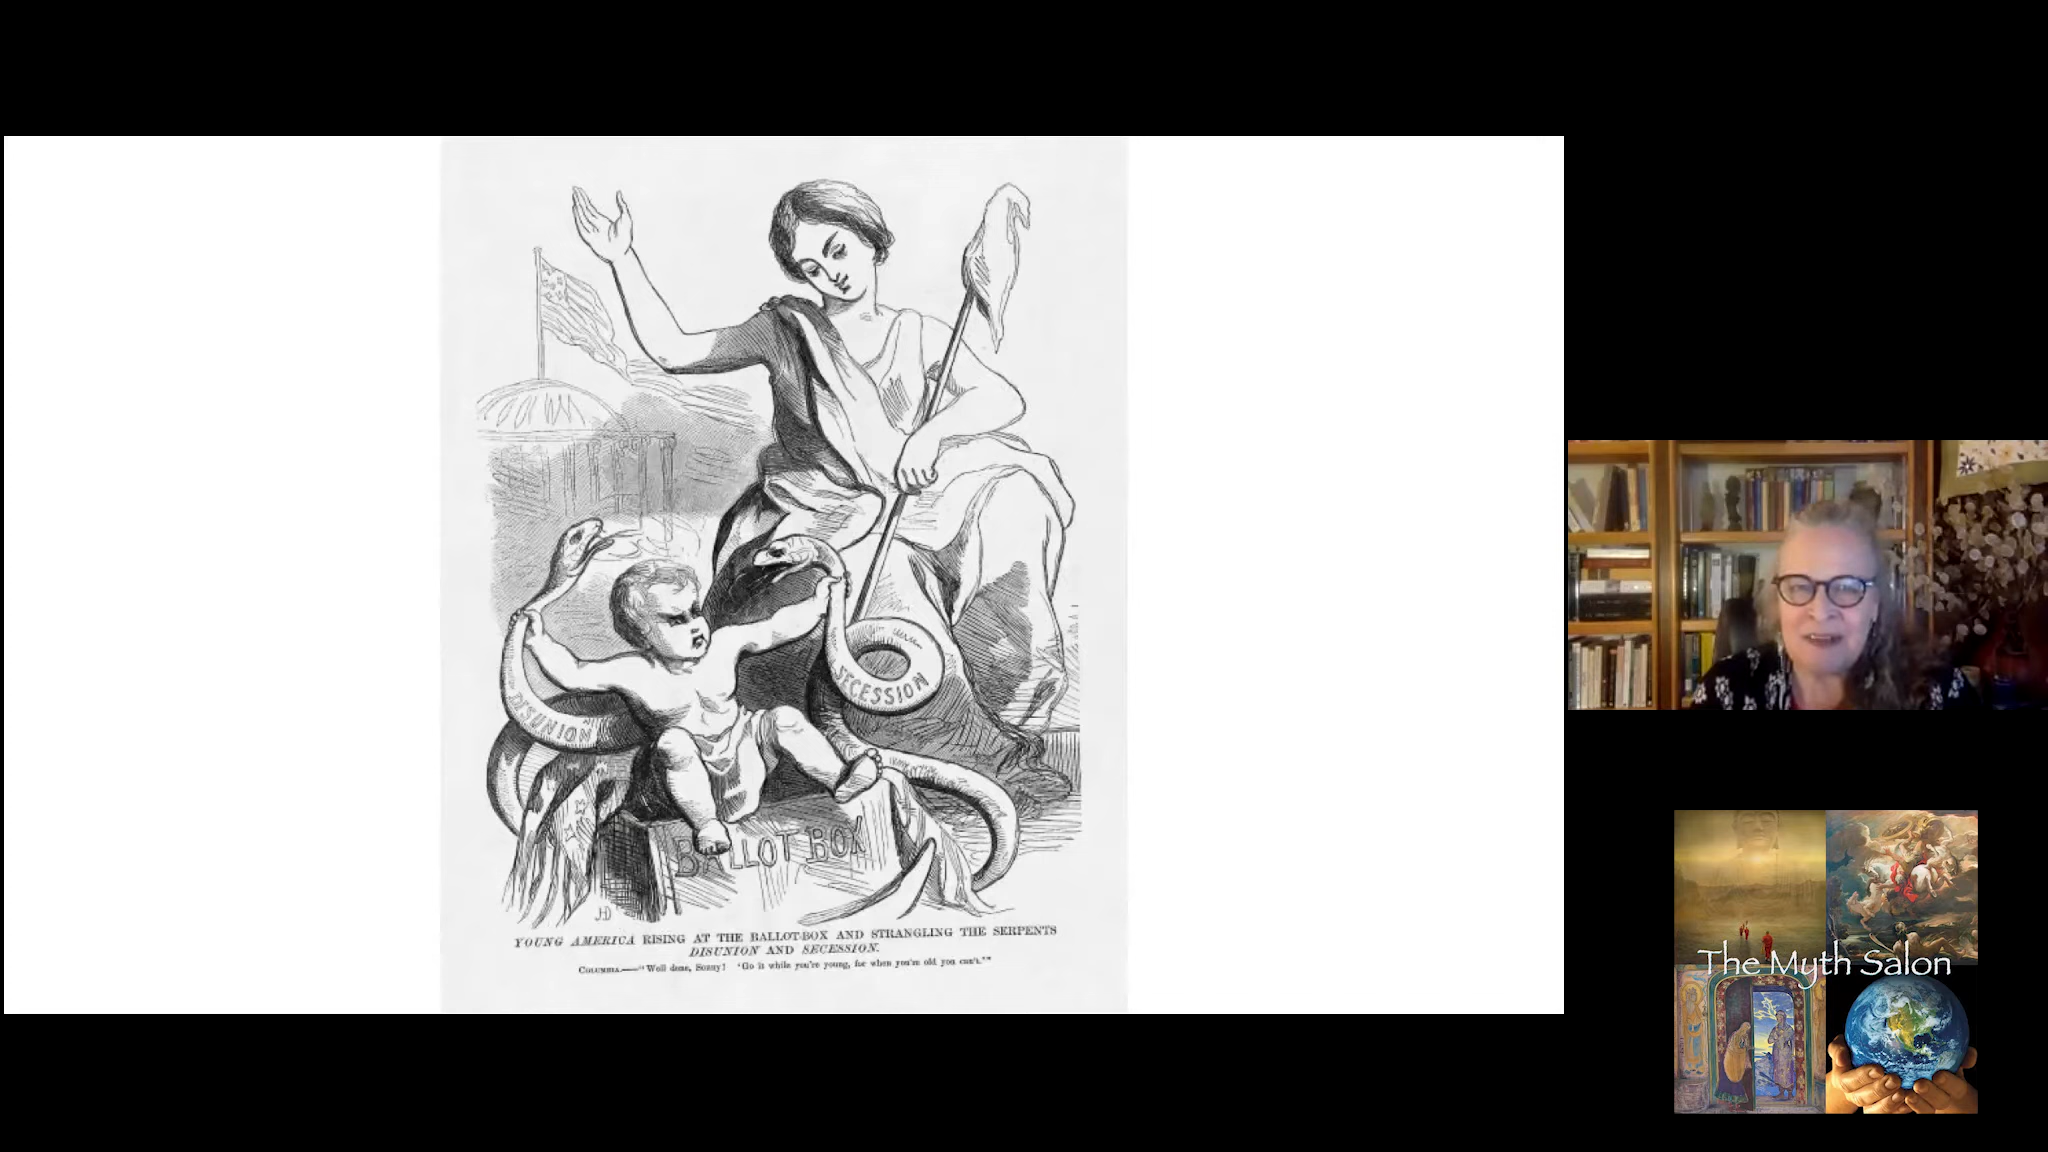 DISUNION
SECESSION
BALLOT BOX
JHD
YOUNG AMERICA RISING AT THE BALLOT-BOX AND STRANGLING THE SERPENTS
DISUNION AND SECESSION.
COLUMBIA.—"Well done, Sonny! 'Go it while you're young, for when you're old you can't.'"
The Myth Salon